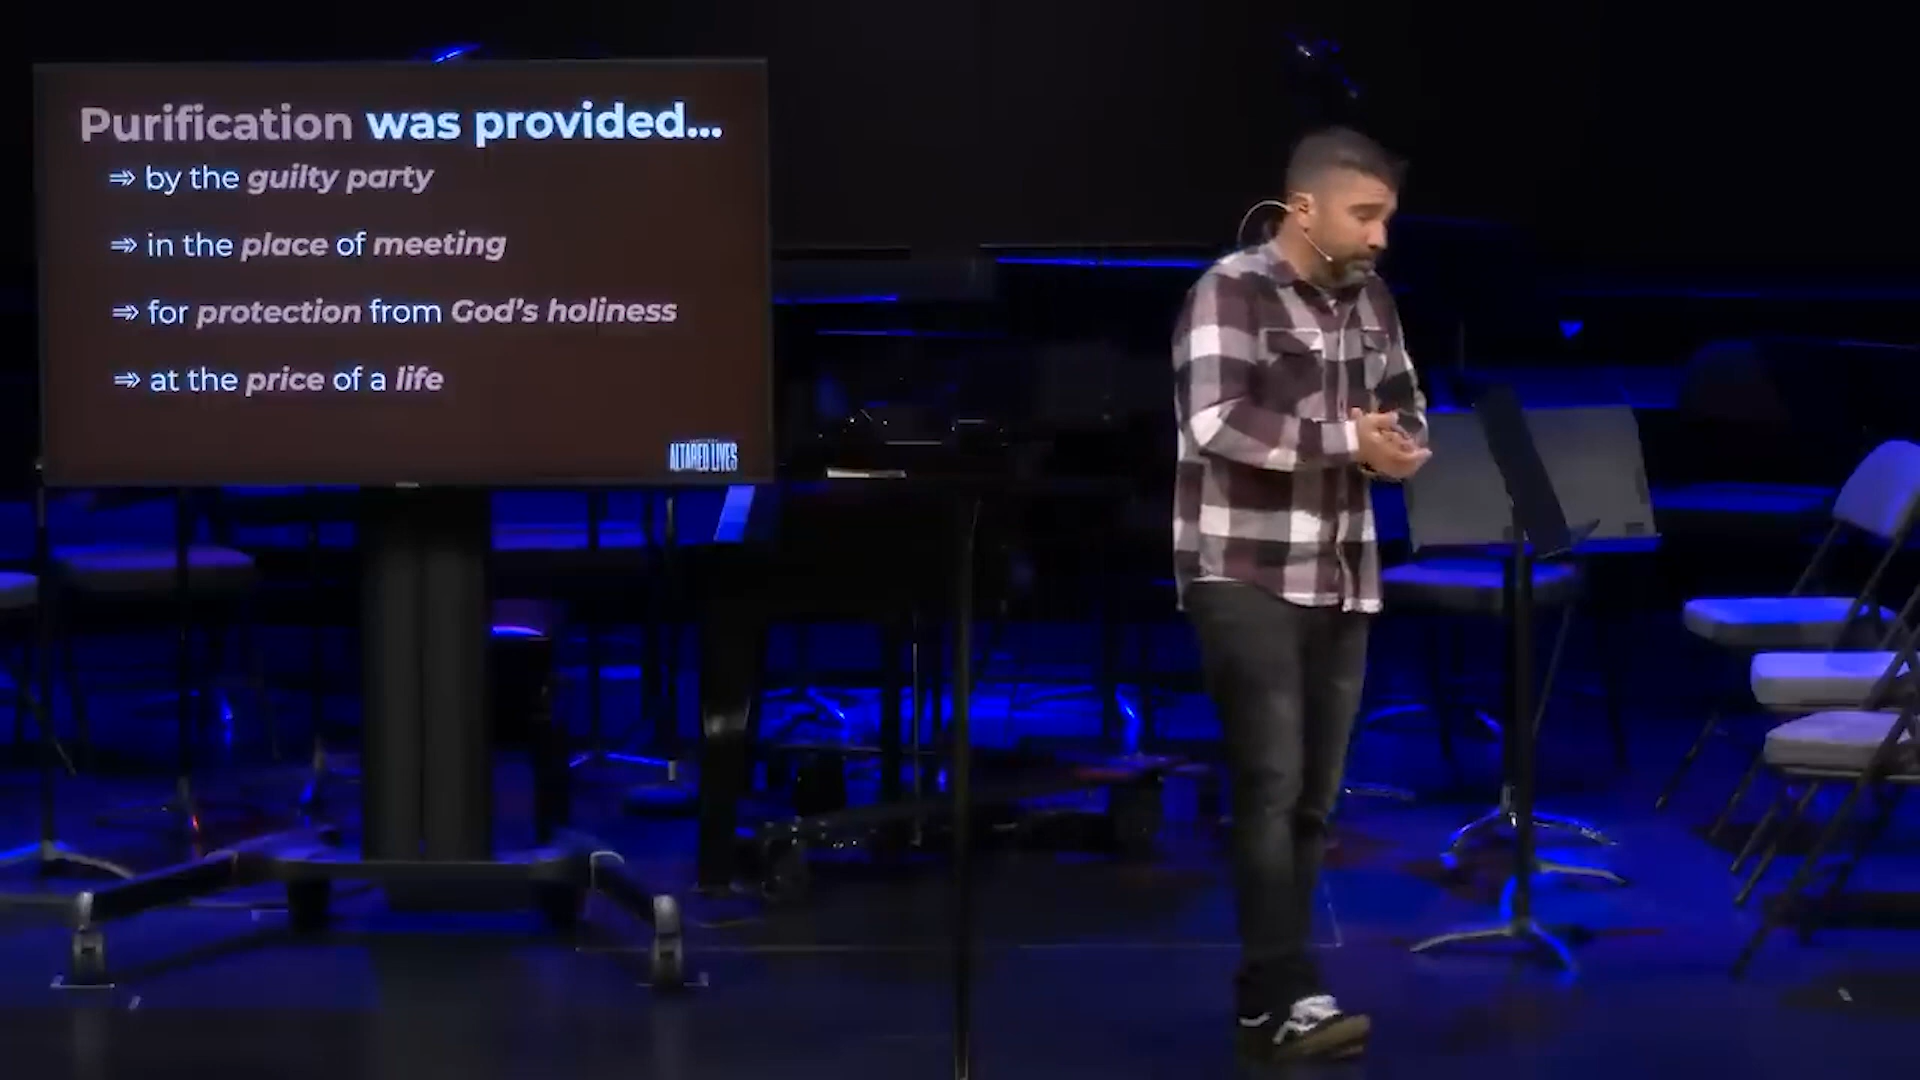 Purification was provided...
⇛ by the guilty party
⇛ in the place of meeting
⇛ for protection from God's holiness
⇛ at the price of a life
ALTARED LIVES